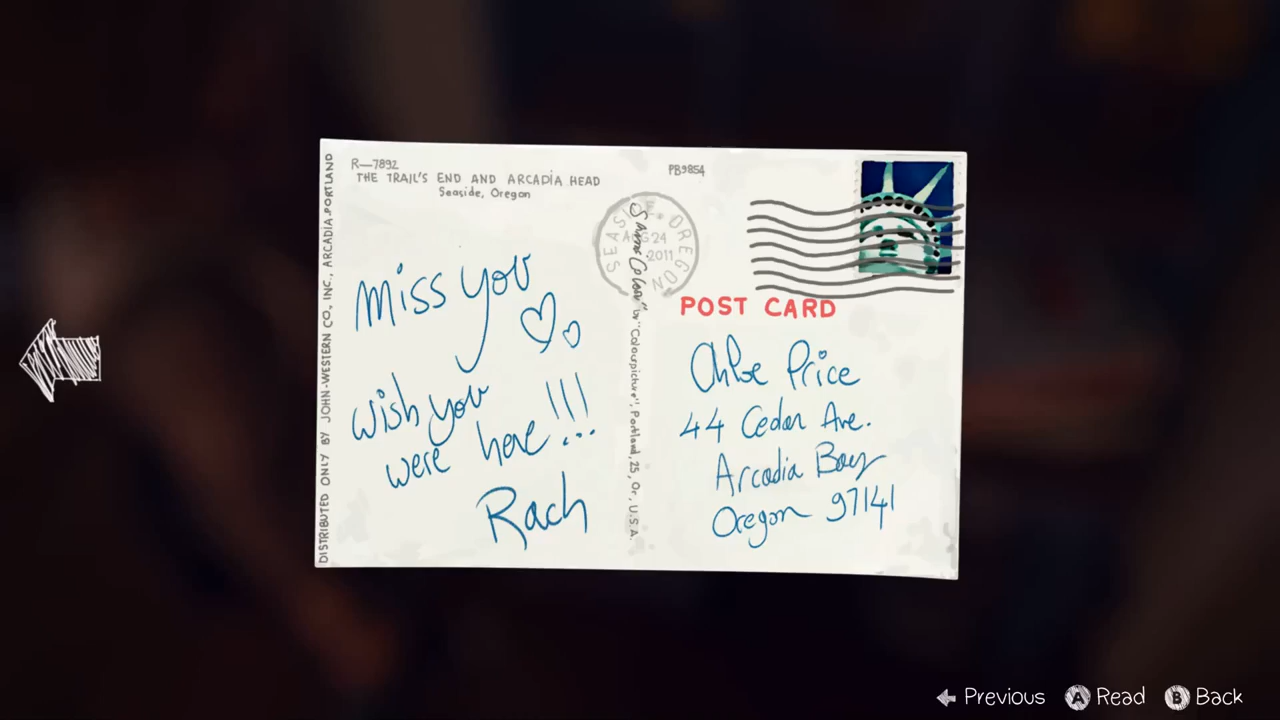 R—7892
THE TRAIL'S END AND ARCADIA HEAD
Seaside, Oregon
PB9854
DISTRIBUTED ONLY BY JOHN-WESTERN CO., INC., ARCADIA.PORTLAND
SEASIDE, OREGON
AUG 24
2011
by "Colourpicture", Portland, 25, Or, U.S.A.
POST CARD
miss you
wish you
were here!!!
Rach
Chloe Price
44 Cedar Ave.
Arcadia Bay
Oregon 97141
Previous
A Read
B Back